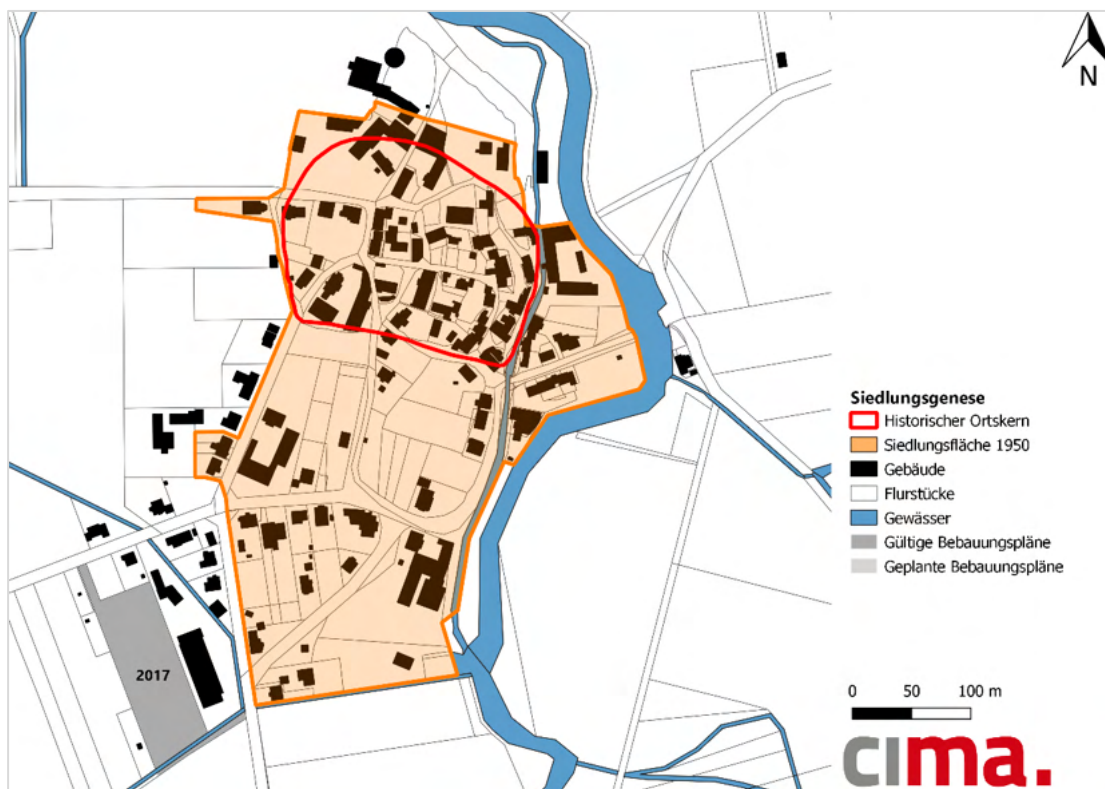 N
Siedlungsgenese
Historischer Ortskern
Siedlungsfläche 1950
Gebäude
Flurstücke
Gewässer
Gültige Bebauungspläne
Geplante Bebauungspläne
2017
0 50 100 m
cima.